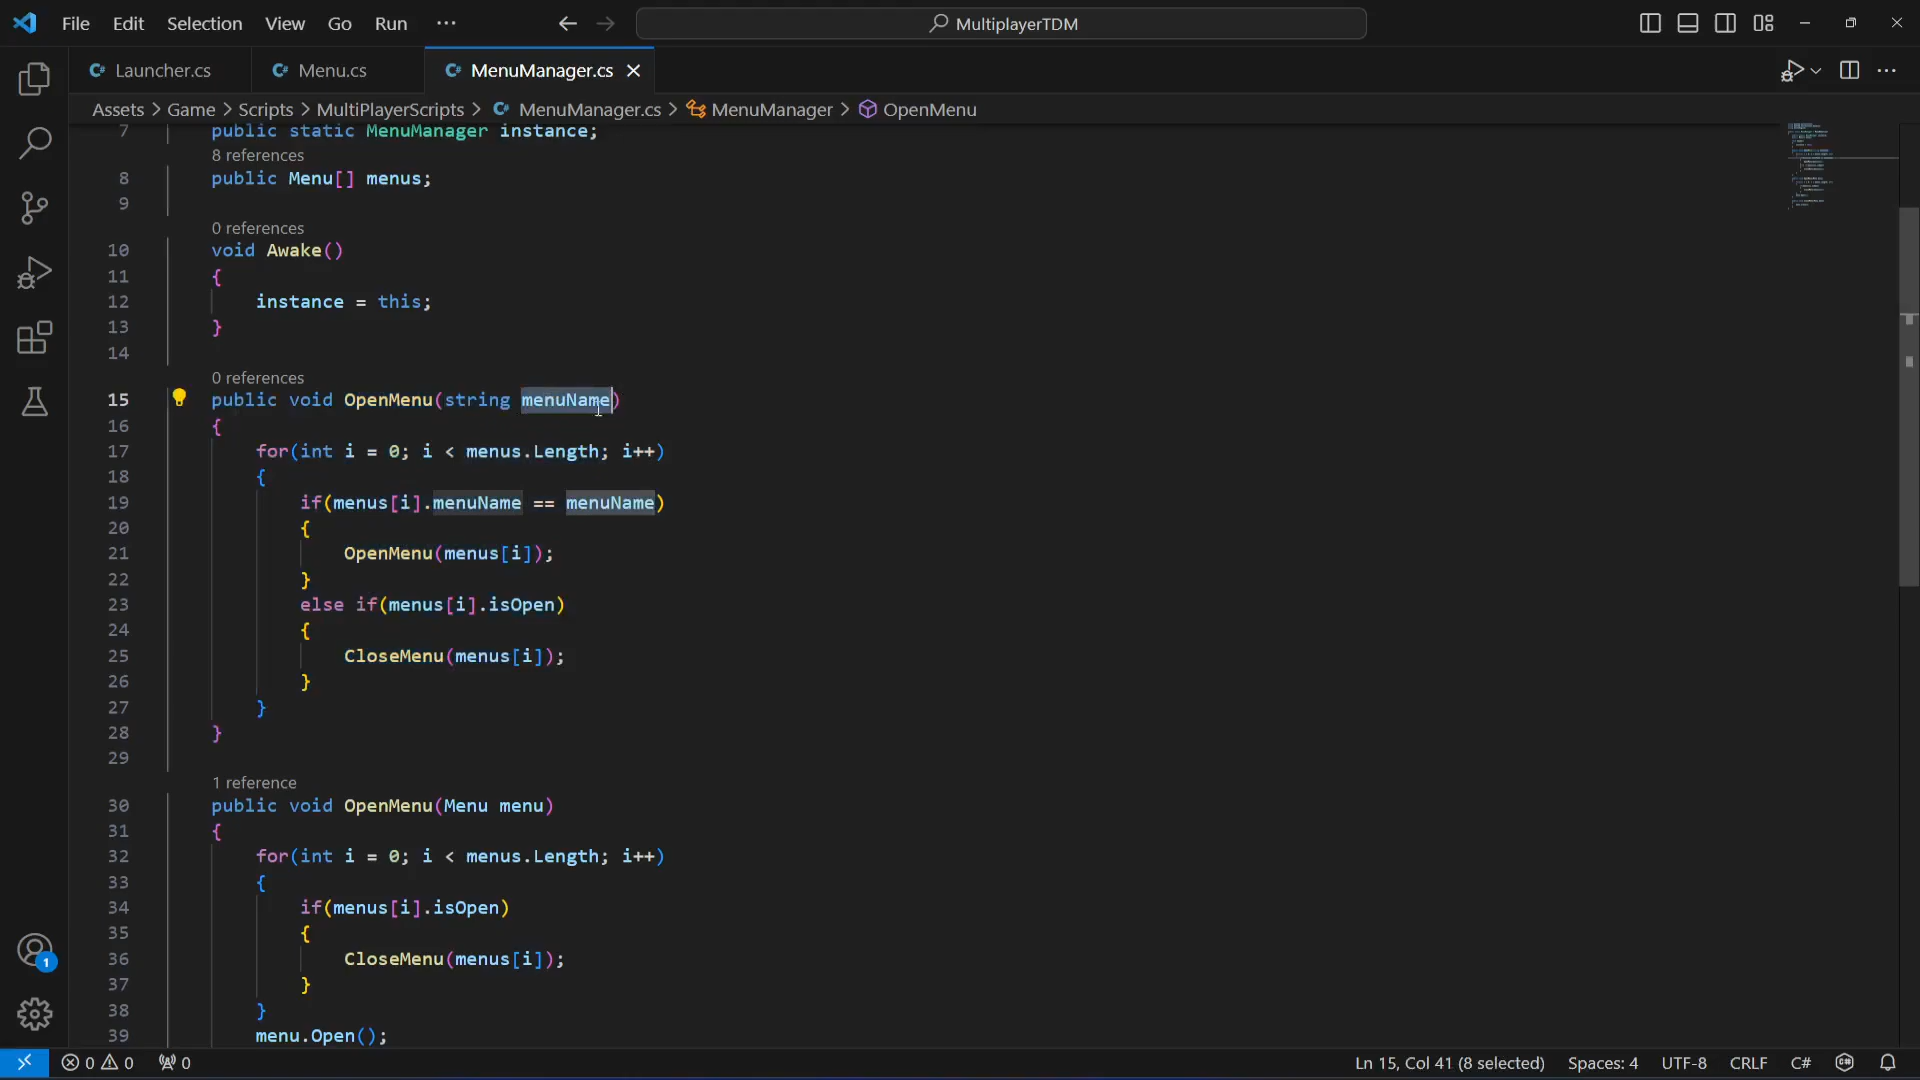 File Edit Selection View Go Run ··· MultiplayerTDM
Launcher.cs Menu.cs MenuManager.cs
Assets > Game > Scripts > MultiPlayerScripts > MenuManager.cs > MenuManager > OpenMenu
7 public static MenuManager instance;
8 references
8 public Menu[] menus;
9
0 references
10 void Awake()
11 {
12 instance = this;
13 }
14
0 references
15 public void OpenMenu(string menuName)
16 {
17 for(int i = 0; i < menus.Length; i++)
18 {
19 if(menus[i].menuName == menuName)
20 {
21 OpenMenu(menus[i]);
22 }
23 else if(menus[i].isOpen)
24 {
25 CloseMenu(menus[i]);
26 }
27 }
28 }
29
1 reference
30 public void OpenMenu(Menu menu)
31 {
32 for(int i = 0; i < menus.Length; i++)
33 {
34 if(menus[i].isOpen)
35 {
36 CloseMenu(menus[i]);
37 }
38 }
39 menu.Open();
1
0 0 0 Ln 15, Col 41 (8 selected) Spaces: 4 UTF-8 CRLF C#